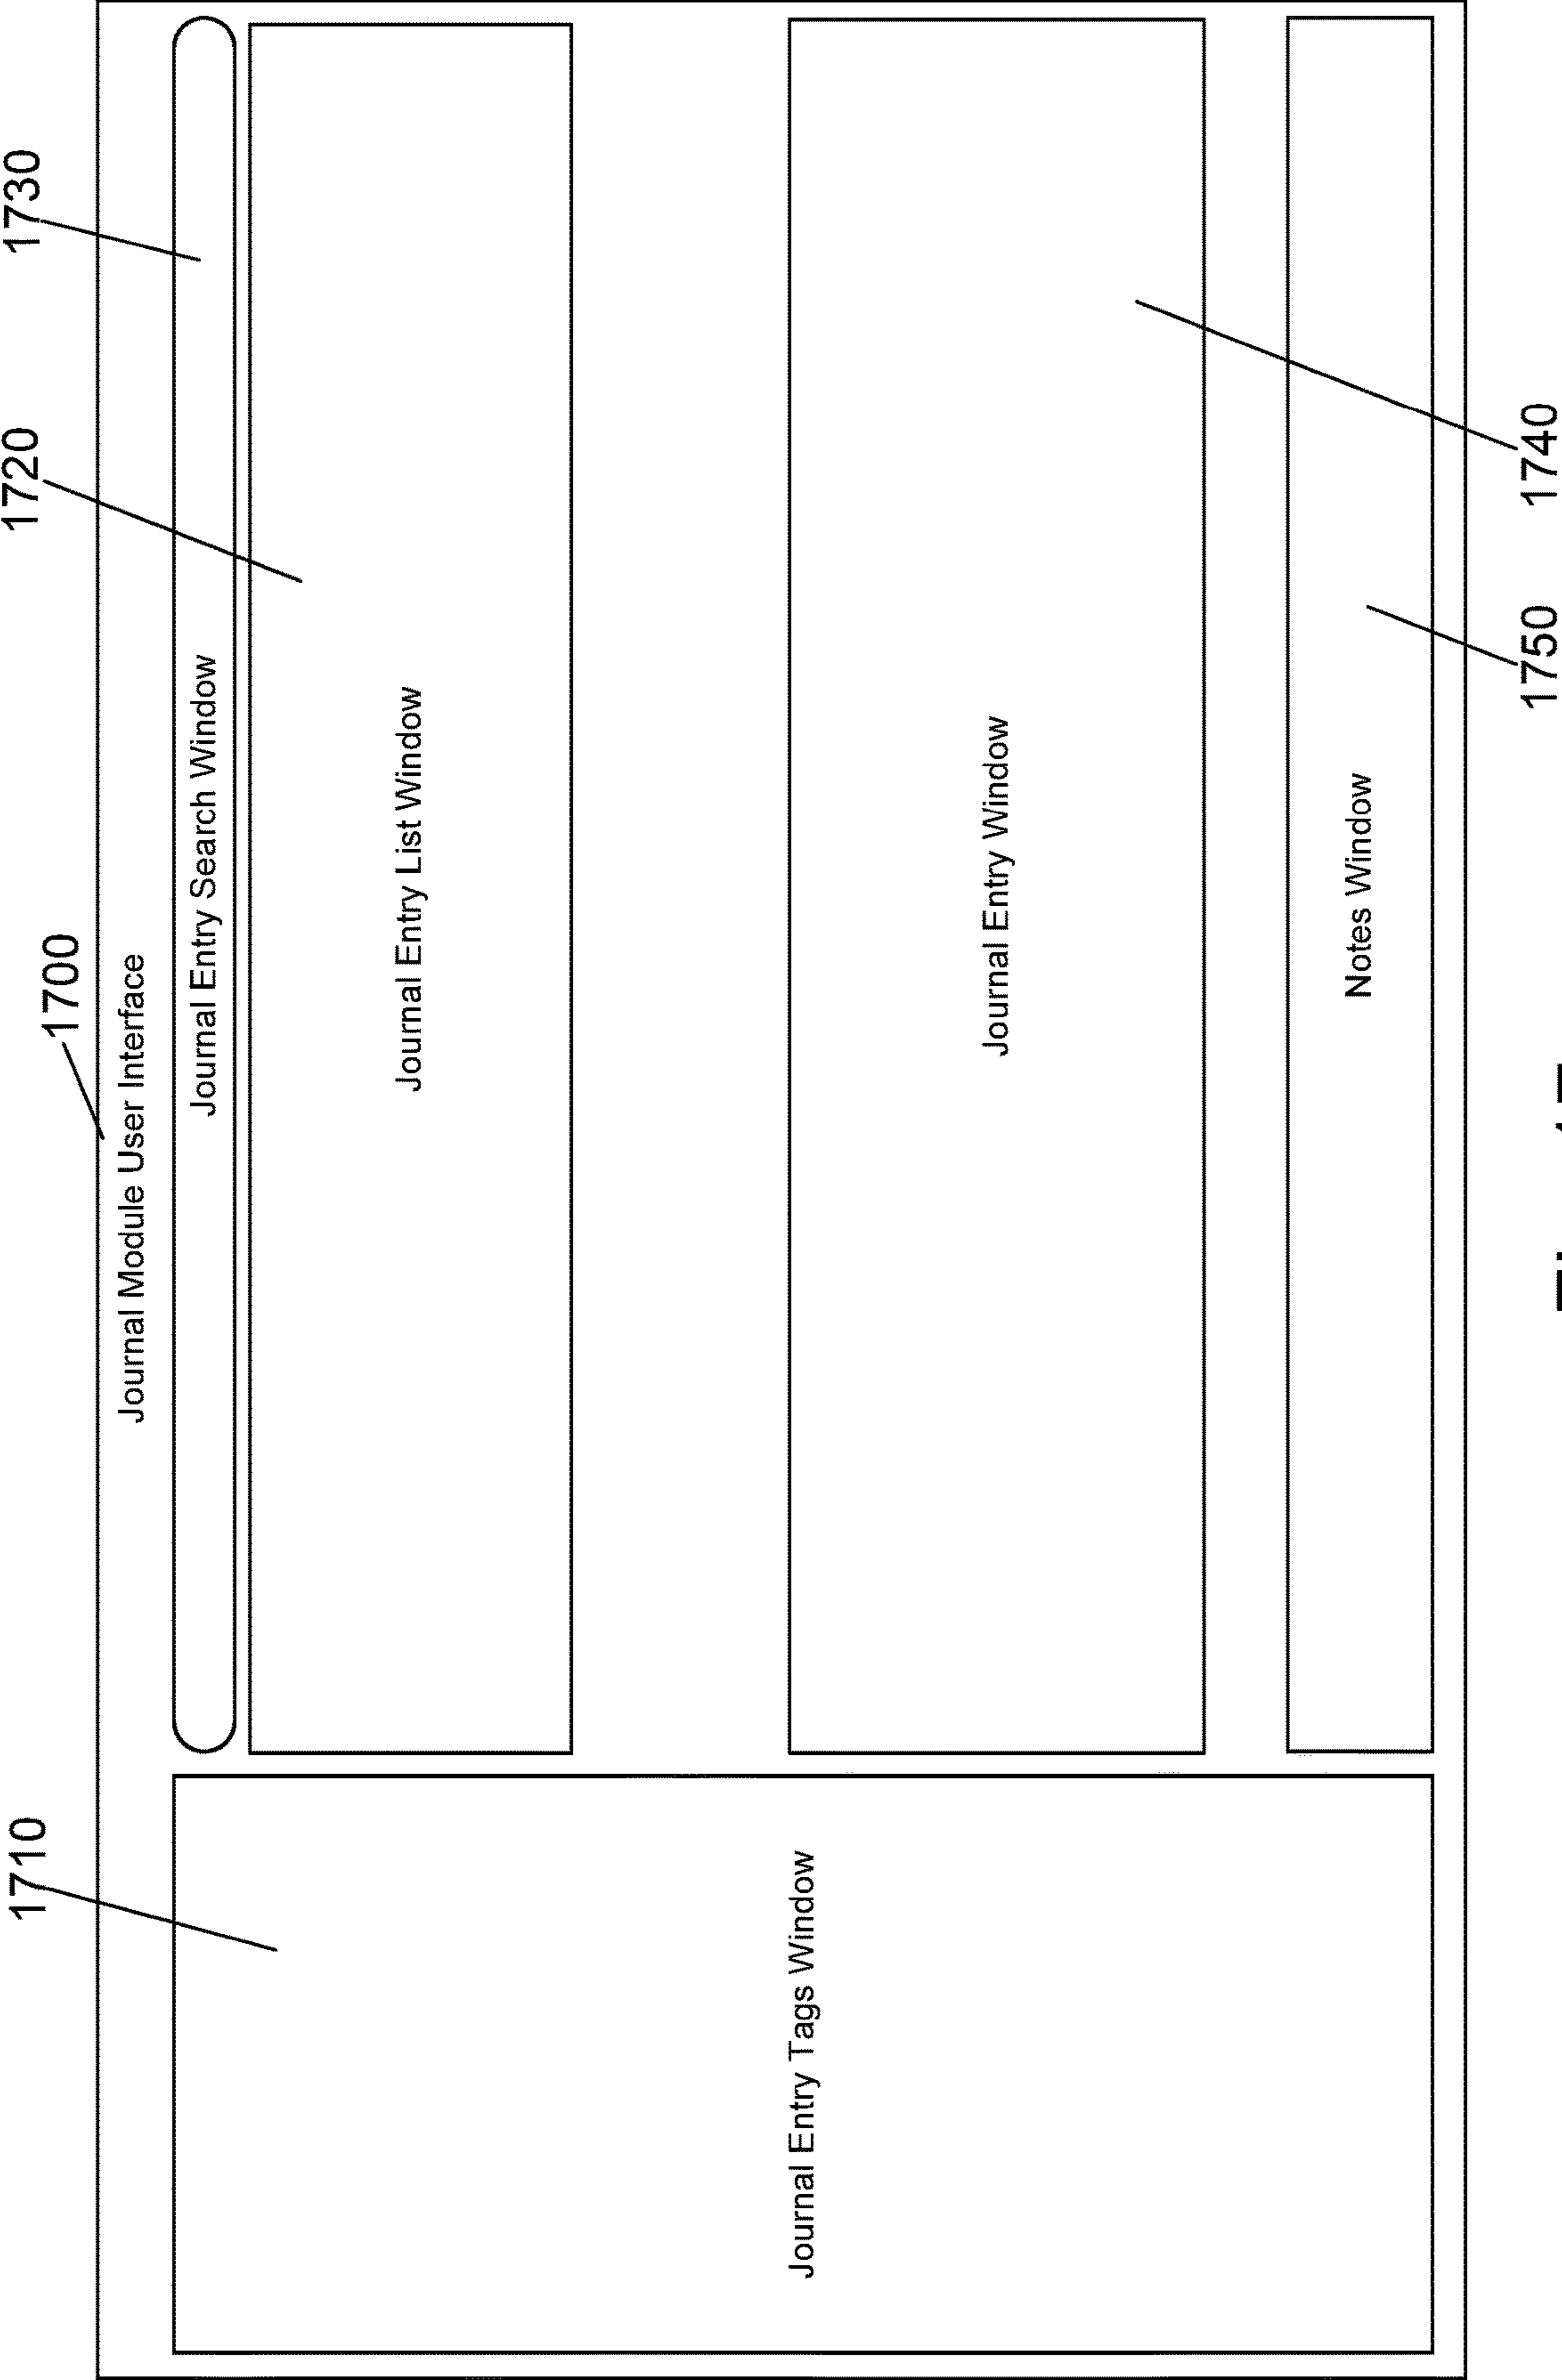 1700
Journal Module User Interface
1710
1720
1730
Journal Entry Search Window
Journal Entry List Window
Journal Entry Tags Window
Journal Entry Window
Notes Window
1750
1740